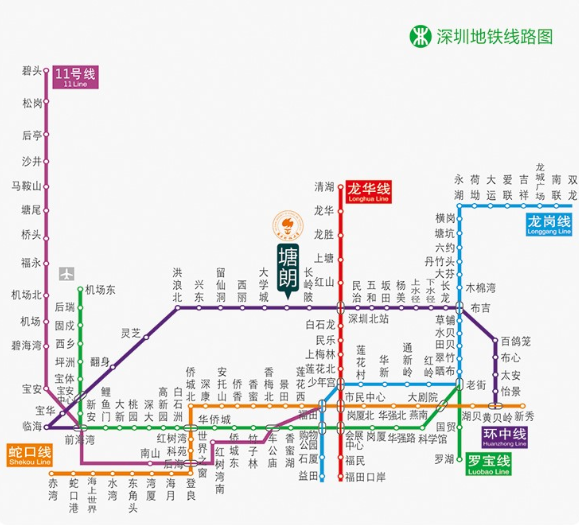 深圳地铁线路图
碧头
11号线
11 Line
松岗
后亭
沙井
马鞍山
塘尾
桥头
福永
机场北
机场
碧海湾
宝安
宝华
临海
机场东
后瑞
固戍
西乡
坪洲
宝体
宝安中心
新安
前海湾
翻身
灵芝
洪浪北
兴东
留仙洞
西丽
大学城
塘朗
长岭陂
深圳北站
民治
五和
坂田
杨美
上水径
下水径
长龙
布吉
清湖
龙华线
Longhua Line
龙华
龙胜
上塘
红山
白石龙
民乐
上梅林
莲花北
少年宫
市民中心
会展中心
福民
福田口岸
永湖
荷坳
大运
爱联
吉祥
龙城广场
南联
双龙
龙岗线
Longgang Line
横岗
塘坑
六约
丹竹头
大芬
木棉湾
草铺
水贝
田贝
翠竹
晒布
老街
大剧院
红岭
通新岭
华新
莲花村
福田
购物公园
石厦
益田
百鸽笼
布心
太安
怡景
黄贝岭
新秀
湖贝
环中线
Huanzhong Line
国贸
罗湖
罗宝线
Luobao Line
科学馆
华强路
岗厦
香蜜湖
车公庙
竹子林
侨城东
华侨城
世界之窗
白石洲
高新园
深大
桃园
大新
鲤鱼门
燕南
华强北
岗厦北
莲花西
景田
香梅北
香蜜
侨香
安托山
深康
侨城北
红树湾
科苑
后海
南山
红树湾南
登良
海月
湾厦
东角头
水湾
海上世界
蛇口港
赤湾
蛇口线
Shekou Line